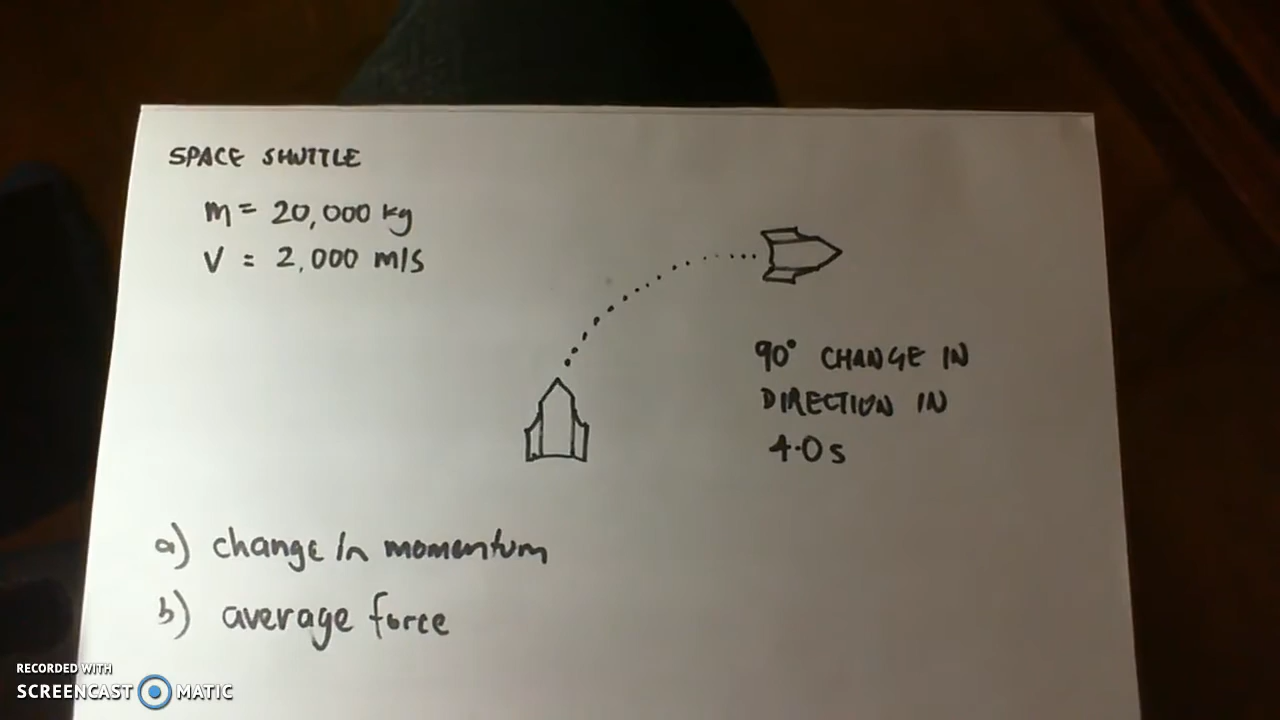 SPACE SHUTTLE
m = 20,000 kg
V = 2,000 m/s
90° CHANGE IN
DIRECTION IN
4.0 s
a) change in momentum
b) average force
RECORDED WITH
SCREENCAST MATIC